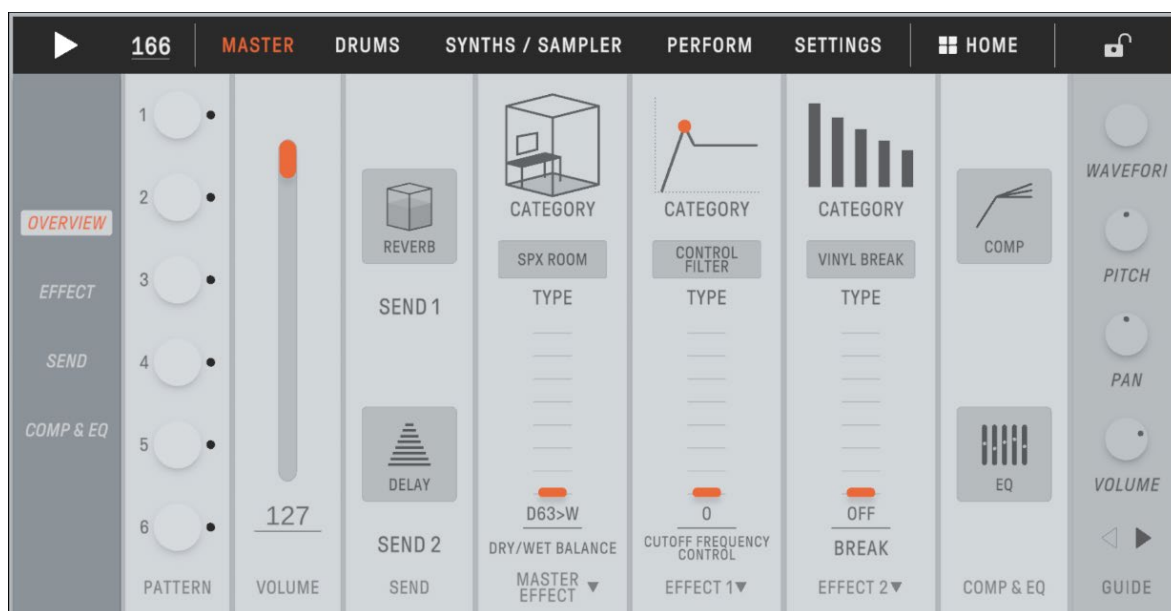 166
MASTER
DRUMS
SYNTHS / SAMPLER
PERFORM
SETTINGS
HOME
OVERVIEW
EFFECT
SEND
COMP & EQ
1
2
3
4
5
6
PATTERN
127
VOLUME
REVERB
SEND 1
DELAY
SEND 2
SEND
CATEGORY
SPX ROOM
TYPE
D63>W
DRY/WET BALANCE
MASTER
EFFECT
CATEGORY
CONTROL
FILTER
TYPE
0
CUTOFF FREQUENCY
CONTROL
EFFECT 1
CATEGORY
VINYL BREAK
TYPE
OFF
BREAK
EFFECT 2
COMP
EQ
COMP & EQ
WAVEFORI
PITCH
PAN
VOLUME
GUIDE